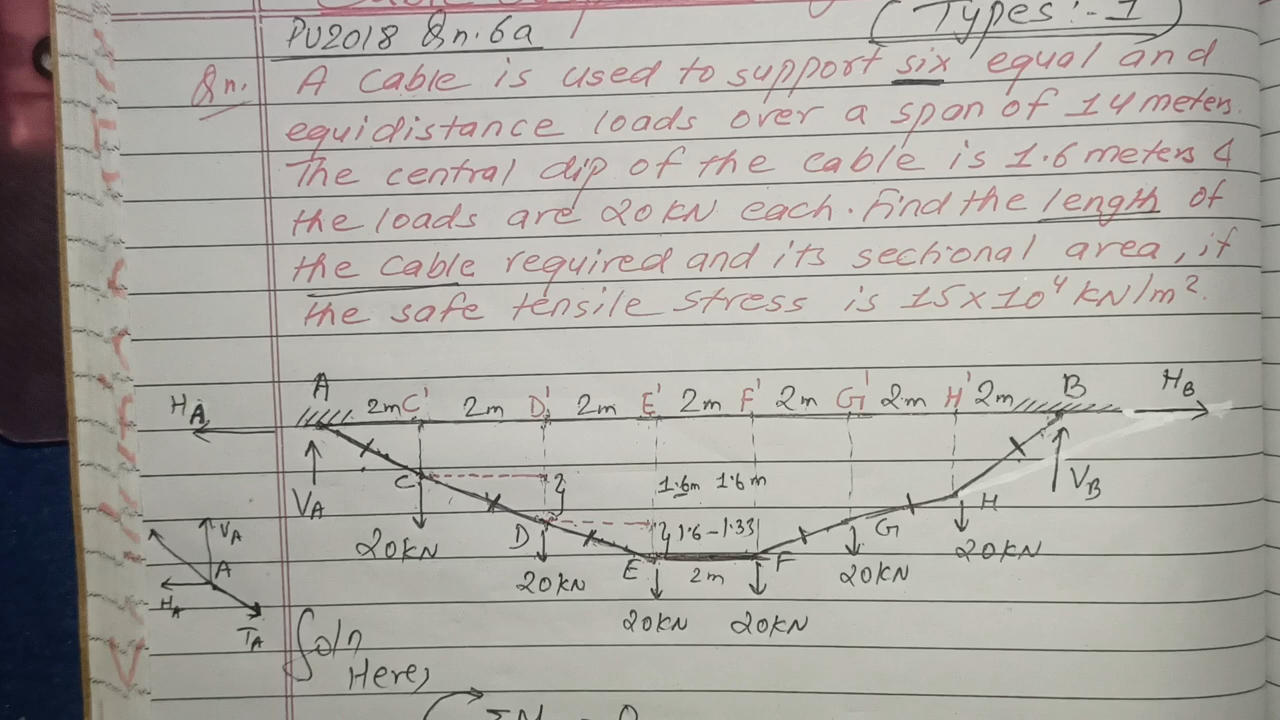 (Types:-1)
PU2018 Qn.6a
Qn. A cable is used to support six equal and
equidistance loads over a span of 14 meters.
The central dip of the cable is 1.6 meters &
the loads are 20 KN each. Find the length of
the cable required and its sectional area, if
the safe tensile stress is 15×10⁴ KN/m².
HA A 2m C' 2m D' 2m E' 2m F' 2m G' 2m H' 2m B HB
VA C 1.6m 1.6m H VB
20KN D 1.6-1.33 G 20KN
E 2m F
20KN 20KN
20KN 20KN
VA
A
HA
TA
Soln
Here,